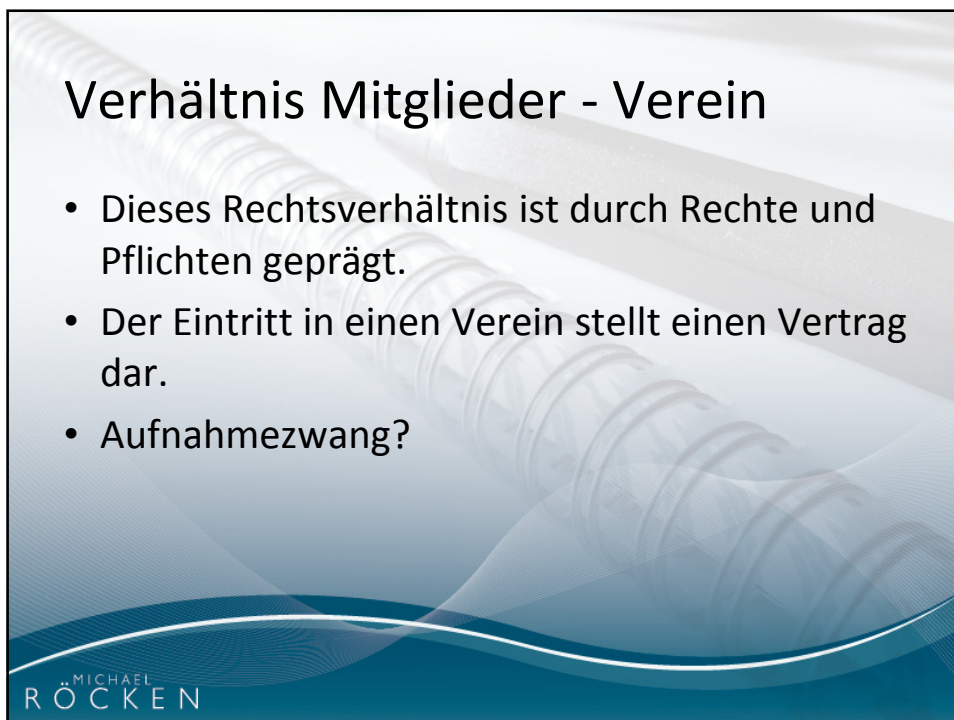 Verhältnis Mitglieder - Verein
• Dieses Rechtsverhältnis ist durch Rechte und
Pflichten geprägt.
• Der Eintritt in einen Verein stellt einen Vertrag
dar.
• Aufnahmezwang?
MICHAEL
RÖCKEN